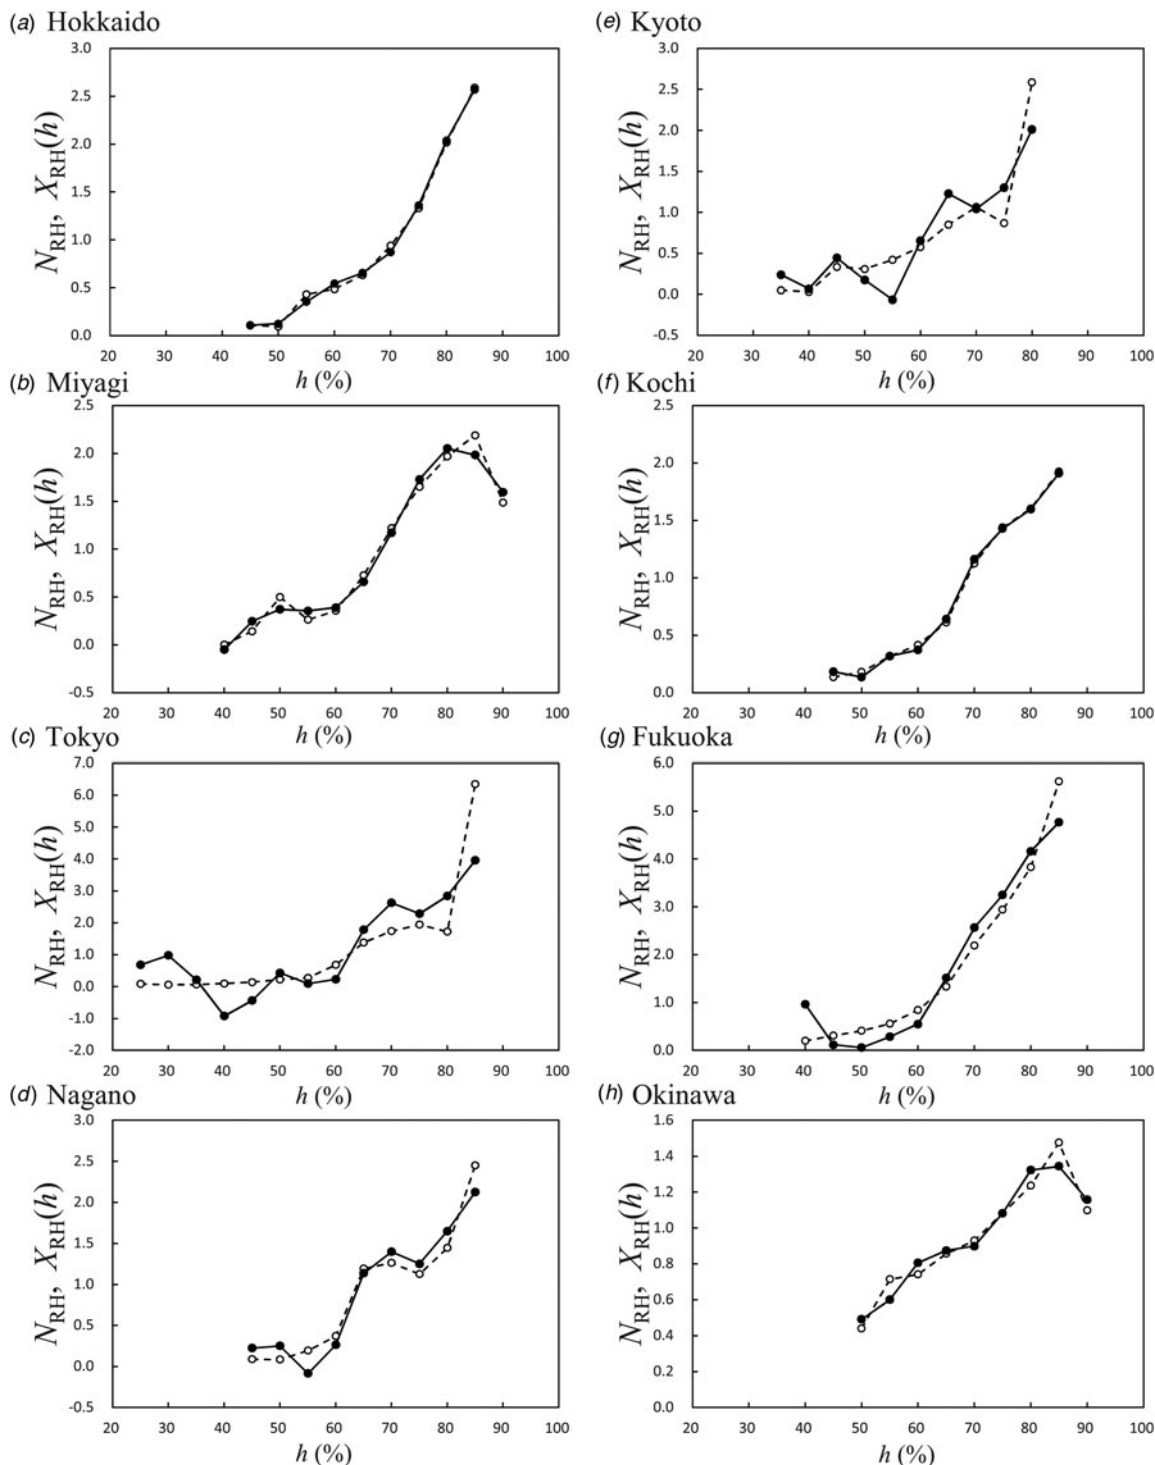 (a) Hokkaido
N_RH, X_RH(h)
3.0
2.5
2.0
1.5
1.0
0.5
0.0
20 30 40 50 60 70 80 90 100
h (%)
(b) Miyagi
N_RH, X_RH(h)
2.5
2.0
1.5
1.0
0.5
0.0
-0.5
20 30 40 50 60 70 80 90 100
h (%)
(c) Tokyo
N_RH, X_RH(h)
7.0
6.0
5.0
4.0
3.0
2.0
1.0
0.0
-1.0
-2.0
20 30 40 50 60 70 80 90 100
h (%)
(d) Nagano
N_RH, X_RH(h)
3.0
2.5
2.0
1.5
1.0
0.5
0.0
-0.5
20 30 40 50 60 70 80 90 100
h (%)
(e) Kyoto
N_RH, X_RH(h)
3.0
2.5
2.0
1.5
1.0
0.5
0.0
-0.5
20 30 40 50 60 70 80 90 100
h (%)
(f) Kochi
N_RH, X_RH(h)
2.5
2.0
1.5
1.0
0.5
0.0
20 30 40 50 60 70 80 90 100
h (%)
(g) Fukuoka
N_RH, X_RH(h)
6.0
5.0
4.0
3.0
2.0
1.0
0.0
20 30 40 50 60 70 80 90 100
h (%)
(h) Okinawa
N_RH, X_RH(h)
1.6
1.4
1.2
1.0
0.8
0.6
0.4
0.2
0.0
20 30 40 50 60 70 80 90 100
h (%)